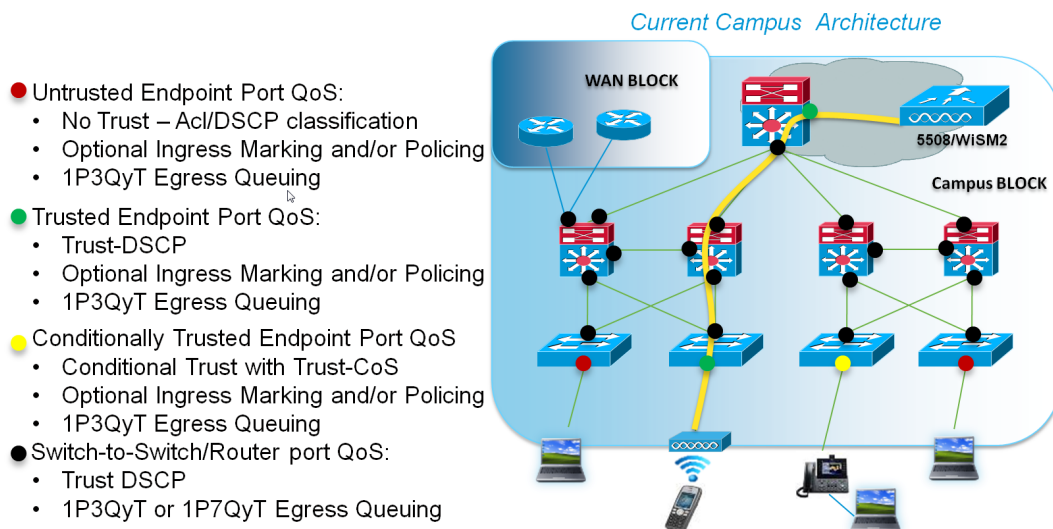 Current Campus Architecture
Untrusted Endpoint Port QoS:
• No Trust – Acl/DSCP classification
• Optional Ingress Marking and/or Policing
• 1P3QyT Egress Queuing
Trusted Endpoint Port QoS:
• Trust-DSCP
• Optional Ingress Marking and/or Policing
• 1P3QyT Egress Queuing
Conditionally Trusted Endpoint Port QoS
• Conditional Trust with Trust-CoS
• Optional Ingress Marking and/or Policing
• 1P3QyT Egress Queuing
Switch-to-Switch/Router port QoS:
• Trust DSCP
• 1P3QyT or 1P7QyT Egress Queuing
WAN BLOCK
5508/WiSM2
Campus BLOCK